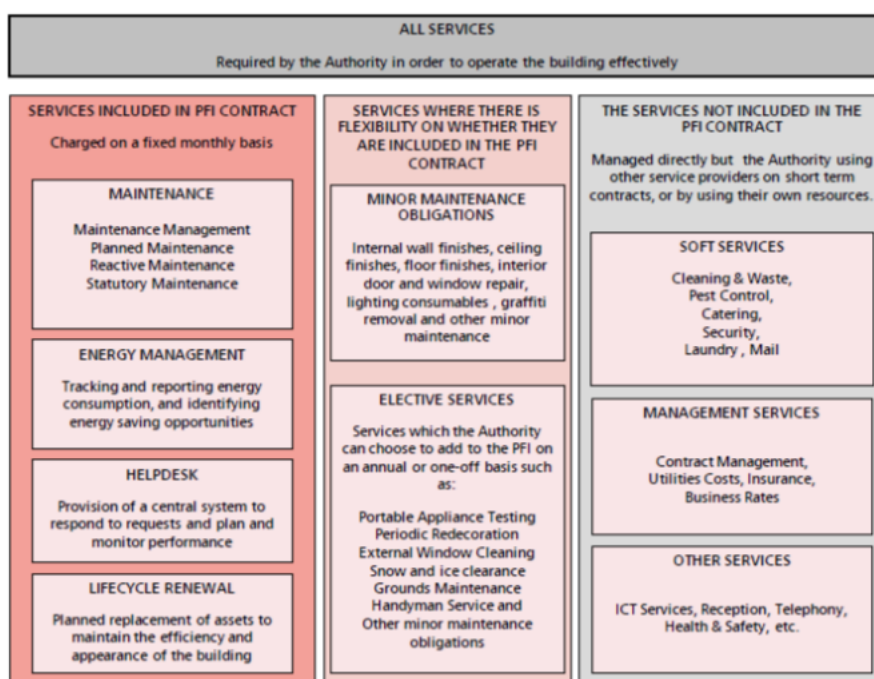 ALL SERVICES
Required by the Authority in order to operate the building effectively
SERVICES INCLUDED IN PFI CONTRACT
Charged on a fixed monthly basis
MAINTENANCE
Maintenance Management
Planned Maintenance
Reactive Maintenance
Statutory Maintenance
ENERGY MANAGEMENT
Tracking and reporting energy
consumption, and identifying
energy saving opportunities
HELPDESK
Provision of a central system to
respond to requests and plan and
monitor performance
LIFECYCLE RENEWAL
Planned replacement of assets to
maintain the efficiency and
appearance of the building
SERVICES WHERE THERE IS
FLEXIBILITY ON WHETHER THEY
ARE INCLUDED IN THE PFI
CONTRACT
MINOR MAINTENANCE
OBLIGATIONS
Internal wall finishes, ceiling
finishes, floor finishes, interior
door and window repair,
lighting consumables , graffiti
removal and other minor
maintenance
ELECTIVE SERVICES
Services which the Authority
can choose to add to the PFI on
an annual or one-off basis such
as:
Portable Appliance Testing
Periodic Redecoration
External Window Cleaning
Snow and ice clearance
Grounds Maintenance
Handyman Service and
Other minor maintenance
obligations
THE SERVICES NOT INCLUDED IN THE
PFI CONTRACT
Managed directly but the Authority using
other service providers on short term
contracts, or by using their own resources.
SOFT SERVICES
Cleaning & Waste,
Pest Control,
Catering,
Security,
Laundry , Mail
MANAGEMENT SERVICES
Contract Management,
Utilities Costs, Insurance,
Business Rates
OTHER SERVICES
ICT Services, Reception, Telephony,
Health & Safety, etc.